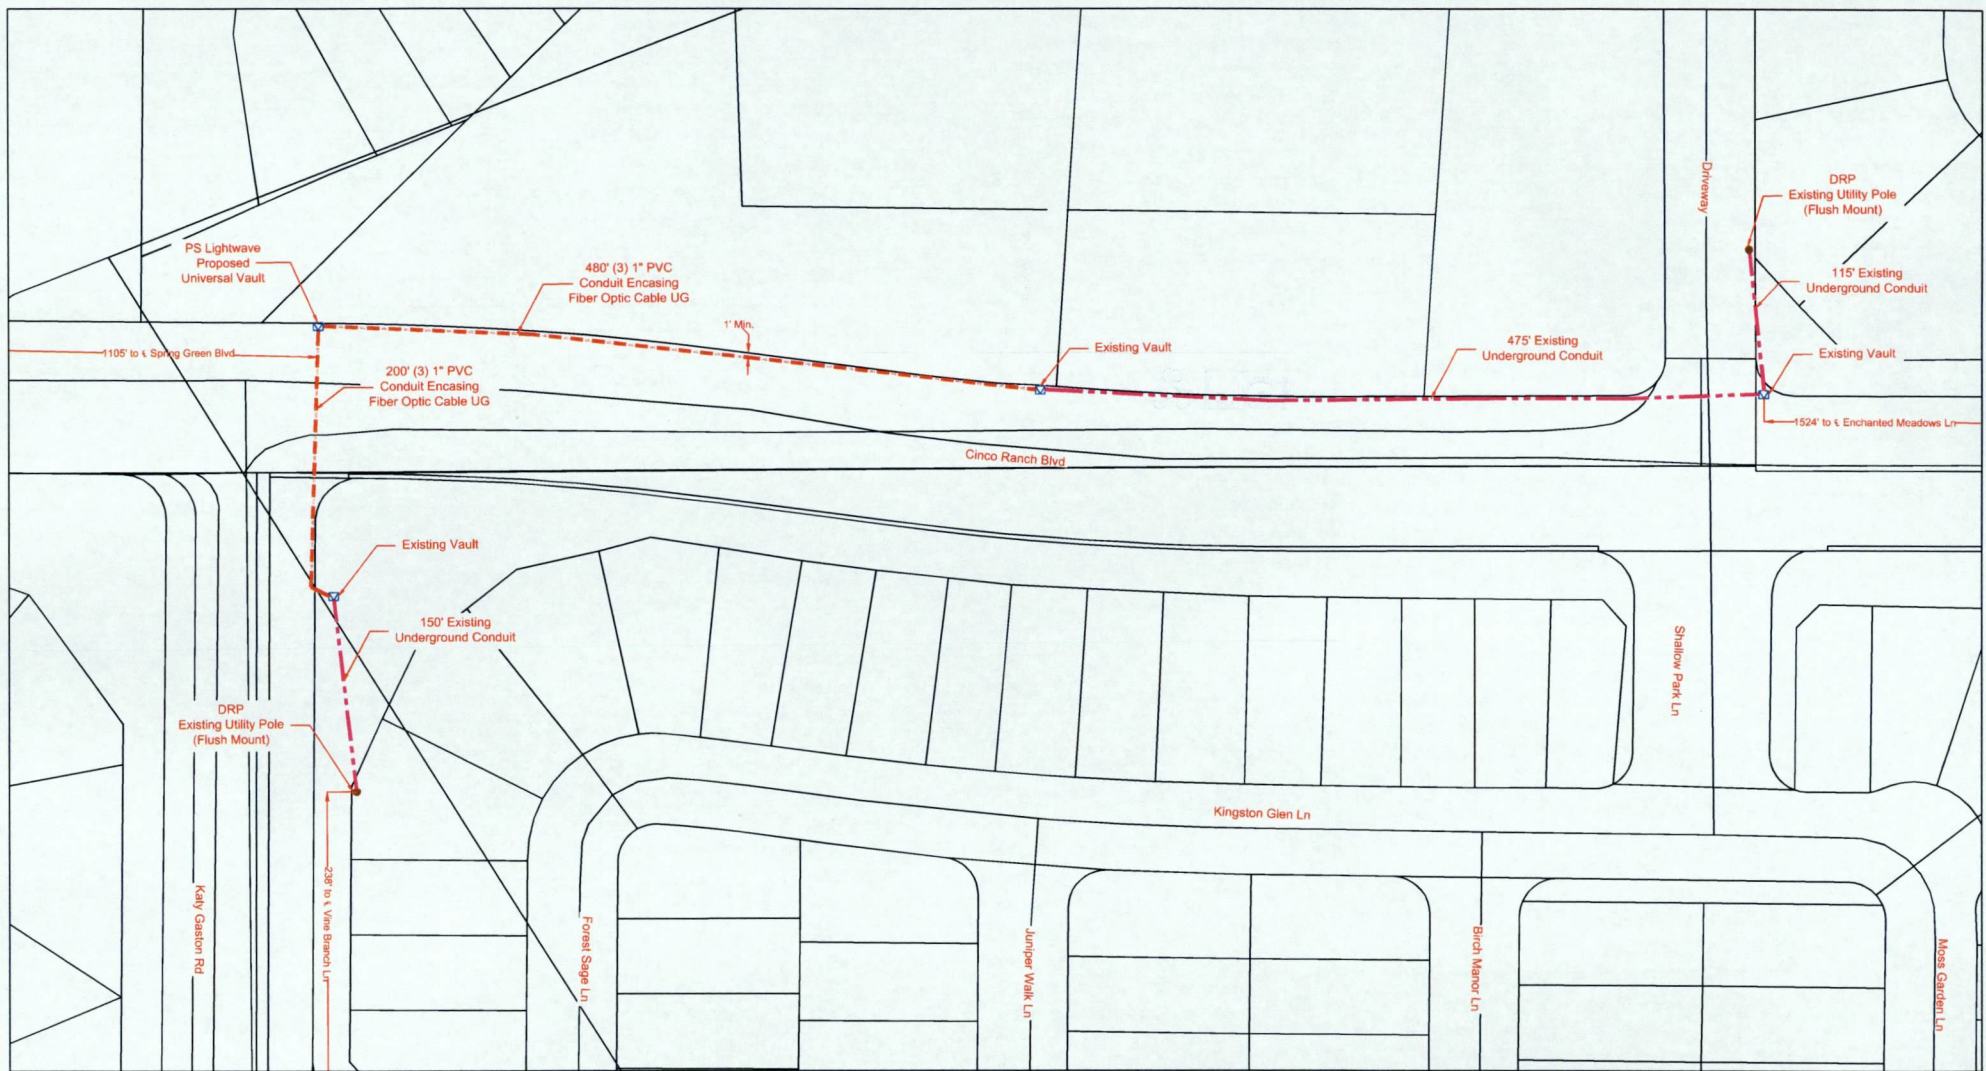 PS Lightwave
Proposed
Universal Vault
480' (3) 1" PVC
Conduit Encasing
Fiber Optic Cable UG
1' Min.
1105' to ℄ Spring Green Blvd
200' (3) 1" PVC
Conduit Encasing
Fiber Optic Cable UG
Existing Vault
475' Existing
Underground Conduit
Driveway
DRP
Existing Utility Pole
(Flush Mount)
115' Existing
Underground Conduit
Existing Vault
1524' to ℄ Enchanted Meadows Ln
Cinco Ranch Blvd
Existing Vault
150' Existing
Underground Conduit
DRP
Existing Utility Pole
(Flush Mount)
238' to ℄ Vine Branch Ln
Katy Gaston Rd
Forest Sage Ln
Kingston Glen Ln
Shallow Park Ln
Juniper Walk Ln
Birch Manor Ln
Moss Garden Ln